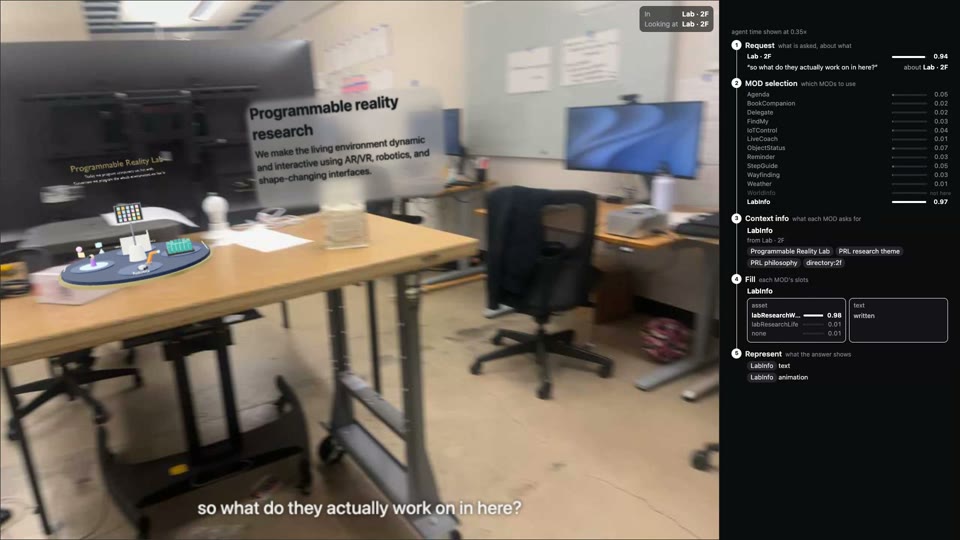 In Lab · 2F
Looking at Lab · 2F
Programmable reality
research
We make the living environment dynamic
and interactive using AR/VR, robotics, and
shape-changing interfaces.
Programmable Reality Lab
so what do they actually work on in here?
agent time shown at 0.35×
1 Request what is asked, about what
Lab · 2F 0.94
"so what do they actually work on in here?" about Lab · 2F
2 MOD selection which MODs to use
Agenda 0.05
BookCompanion 0.02
Delegate 0.02
FindMy 0.03
IoTControl 0.04
LiveCoach 0.01
ObjectStatus 0.07
Reminder 0.03
StepGuide 0.05
Wayfinding 0.03
Weather 0.01
WorldInfo not here
LabInfo 0.97
3 Context info what each MOD asks for
LabInfo
from Lab · 2F
Programmable Reality Lab PRL research theme
PRL philosophy directory:2f
4 Fill each MOD's slots
LabInfo
asset
labResearchW... 0.98
labResearchLife 0.01
none 0.01
text
written
5 Represent what the answer shows
LabInfo text
LabInfo animation